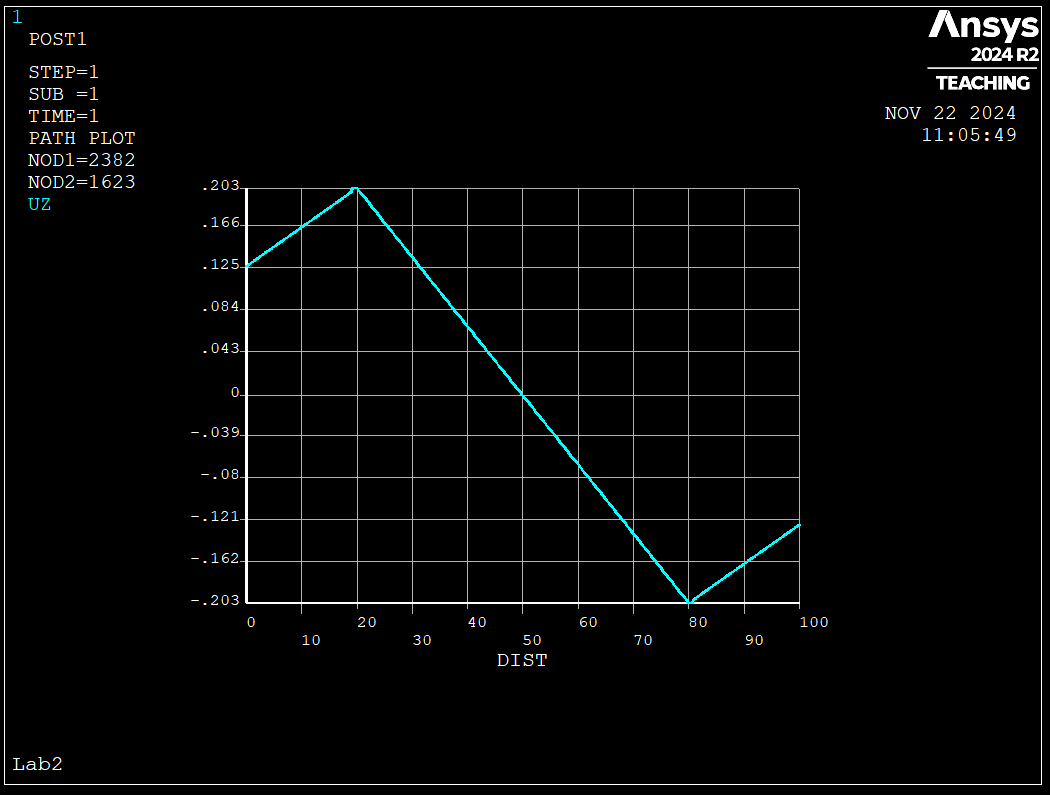 1
POST1
STEP=1
SUB =1
TIME=1
PATH PLOT
NOD1=2382
NOD2=1623
UZ
Ansys
2024 R2
TEACHING
NOV 22 2024
11:05:49
.203
.166
.125
.084
.043
0
-.039
-.08
-.121
-.162
-.203
0
10
20
30
40
50
60
70
80
90
100
DIST
Lab2